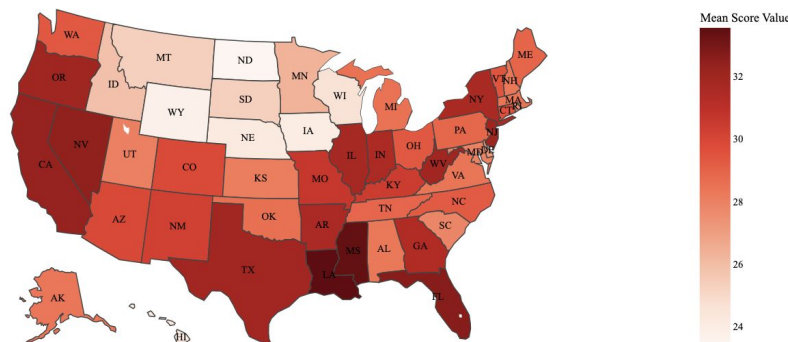 Mean Score Value
WA
MT
ND
MN
ME
VT
NH
OR
ID
SD
WI
MI
NY
MA
CT
RI
WY
NE
IA
PA
NJ
NV
UT
CO
IL
IN
OH
MD
DE
CA
KS
MO
WV
VA
KY
AZ
NM
OK
AR
TN
NC
SC
TX
LA
MS
AL
GA
FL
AK
HI
32
30
28
26
24